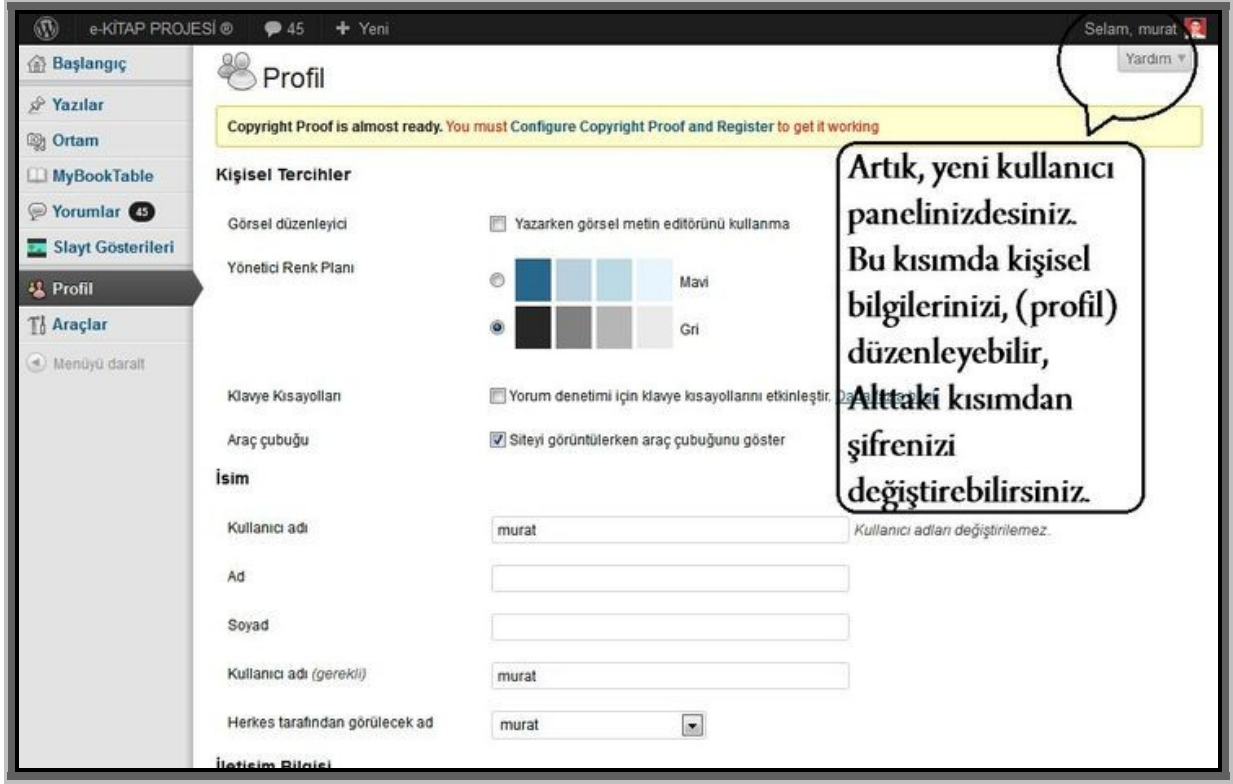 e-KİTAP PROJESİ ® 45 + Yeni Selam, murat
Başlangıç
Yazılar
Ortam
MyBookTable
Yorumlar 45
Slayt Gösterileri
Profil
Araçlar
Menüyü daralt
Yardım
Profil
Copyright Proof is almost ready. You must Configure Copyright Proof and Register to get it working
Kişisel Tercihler
Görsel düzenleyici Yazarken görsel metin editörünü kullanma
Yönetici Renk Planı
Mavi
Gri
Klavye Kısayolları Yorum denetimi için klavye kısayollarını etkinleştir.
Araç çubuğu Siteyi görüntülerken araç çubuğunu göster
İsim
Kullanıcı adı murat Kullanıcı adları değiştirilemez.
Ad
Soyad
Kullanıcı adı (gerekli) murat
Herkes tarafından görülecek ad murat
İletişim Bilgisi
Artık, yeni kullanıcı
panelinizdesiniz.
Bu kısımda kişisel
bilgilerinizi, (profil)
düzenleyebilir,
Alttaki kısımdan
şifrenizi
değiştirebilirsiniz.